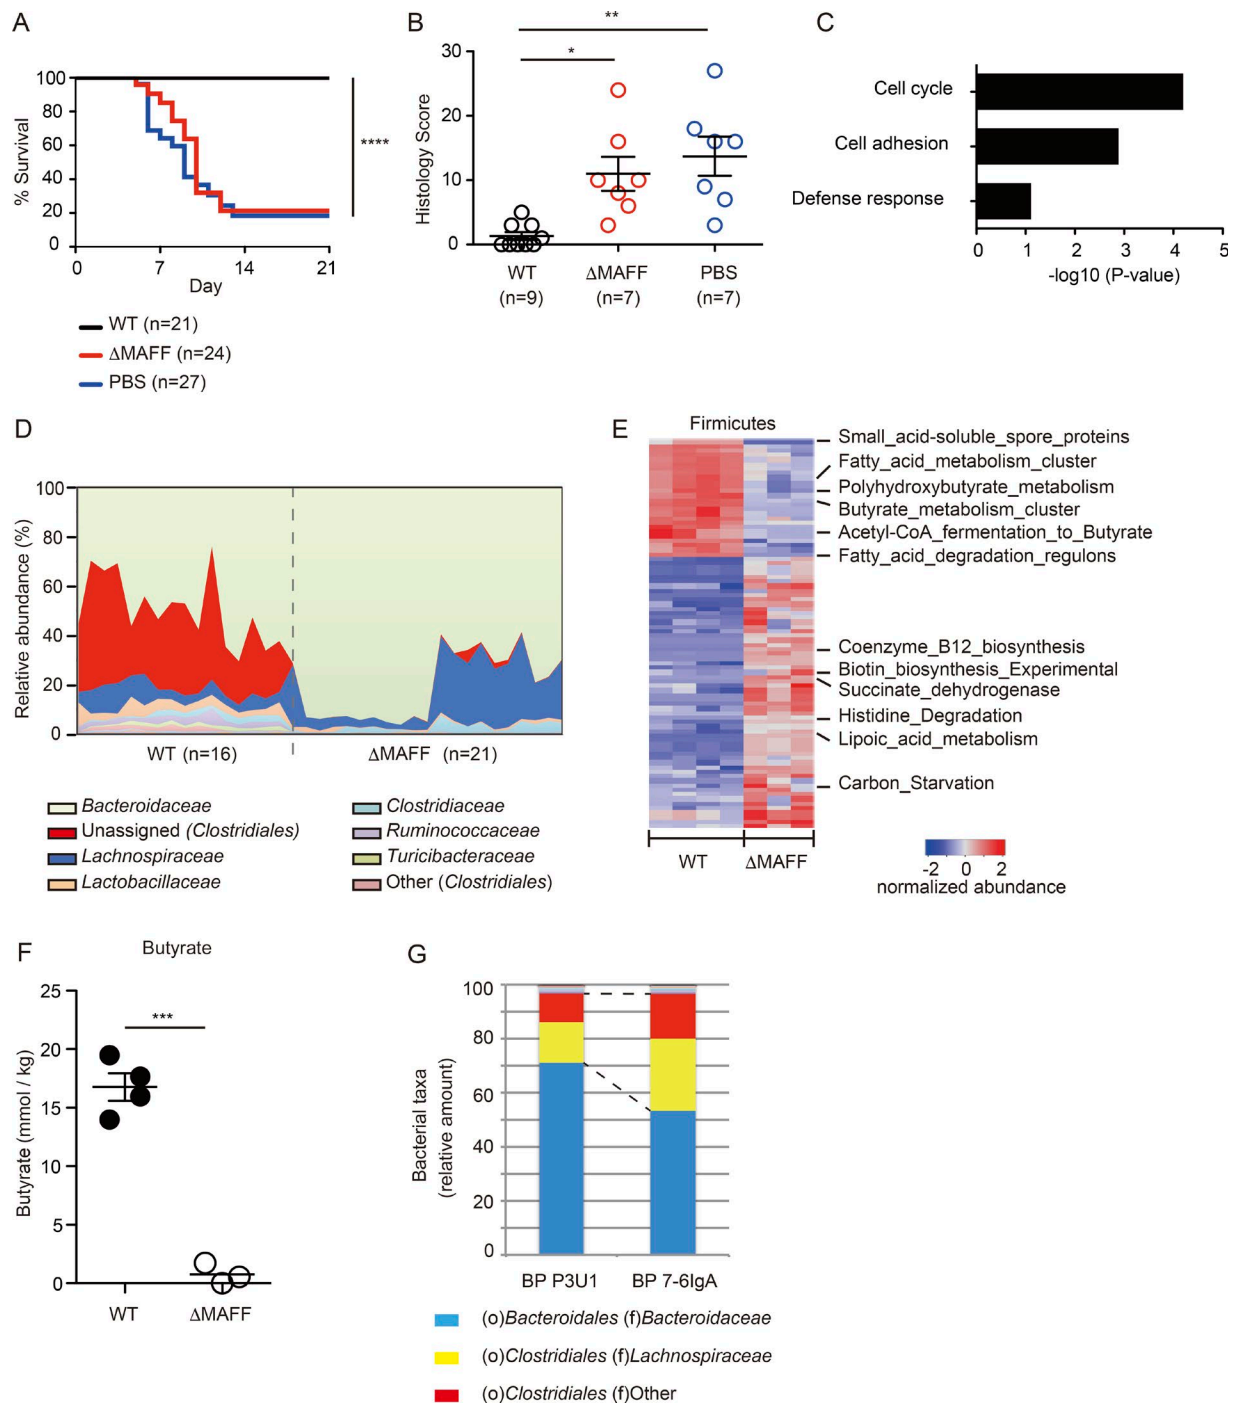 A
% Survival
100
80
60
40
20
0
0 7 14 21
Day
****
WT (n=21)
ΔMAFF (n=24)
PBS (n=27)
B
**
*
Histology Score
30
20
10
0
WT ΔMAFF PBS
(n=9) (n=7) (n=7)
C
Cell cycle
Cell adhesion
Defense response
0 1 2 3 4 5
-log10 (P-value)
D
Relative abundance (%)
100
80
60
40
20
0
WT (n=16) ΔMAFF (n=21)
Bacteroidaceae
Unassigned (Clostridiales)
Lachnospiraceae
Lactobacillaceae
Clostridiaceae
Ruminococcaceae
Turicibacteraceae
Other (Clostridiales)
E
Firmicutes
Small_acid-soluble_spore_proteins
Fatty_acid_metabolism_cluster
Polyhydroxybutyrate_metabolism
Butyrate_metabolism_cluster
Acetyl-CoA_fermentation_to_Butyrate
Fatty_acid_degradation_regulons
Coenzyme_B12_biosynthesis
Biotin_biosynthesis_Experimental
Succinate_dehydrogenase
Histidine_Degradation
Lipoic_acid_metabolism
Carbon_Starvation
WT ΔMAFF
-2 0 2
normalized abundance
F
Butyrate
Butyrate (mmol / kg)
25
20
15
10
5
0
***
WT ΔMAFF
G
Bacterial taxa
(relative amount)
100
80
60
40
20
0
BP P3U1 BP 7-6IgA
(o)Bacteroidales (f)Bacteroidaceae
(o)Clostridiales (f)Lachnospiraceae
(o)Clostridiales (f)Other